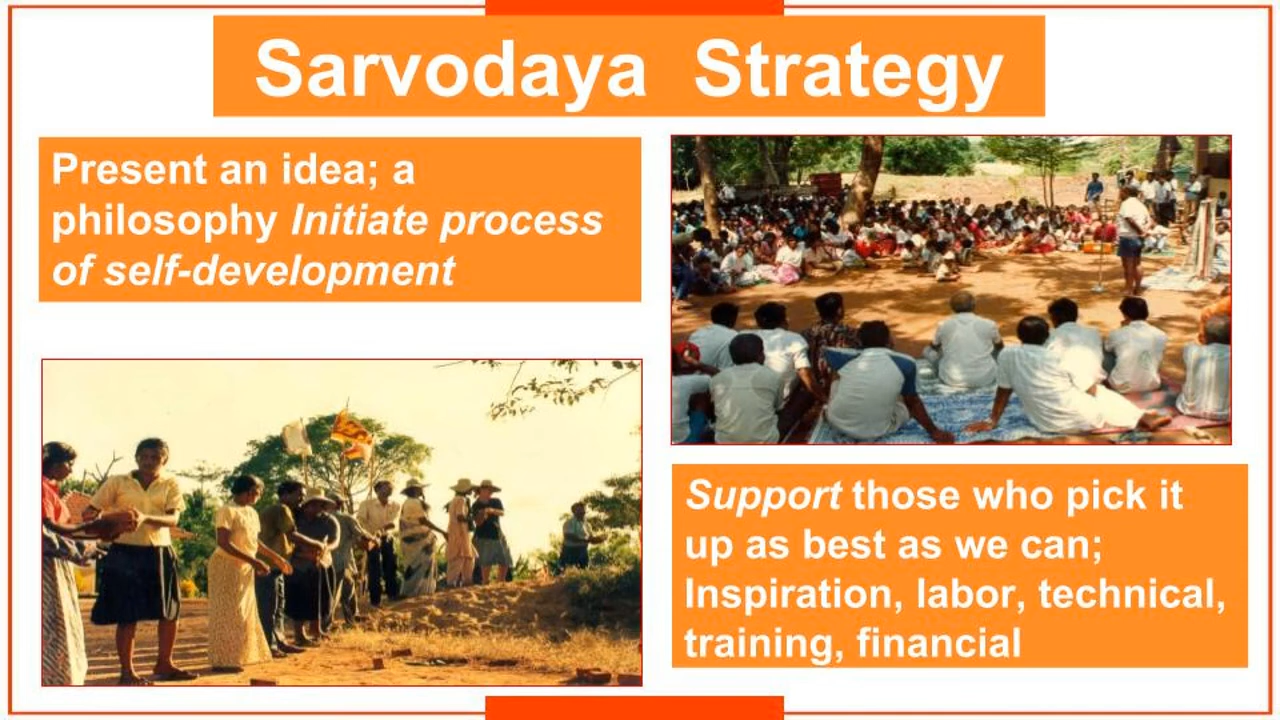 Sarvodaya Strategy
Present an idea; a
philosophy Initiate process
of self-development
Support those who pick it
up as best as we can;
Inspiration, labor, technical,
training, financial